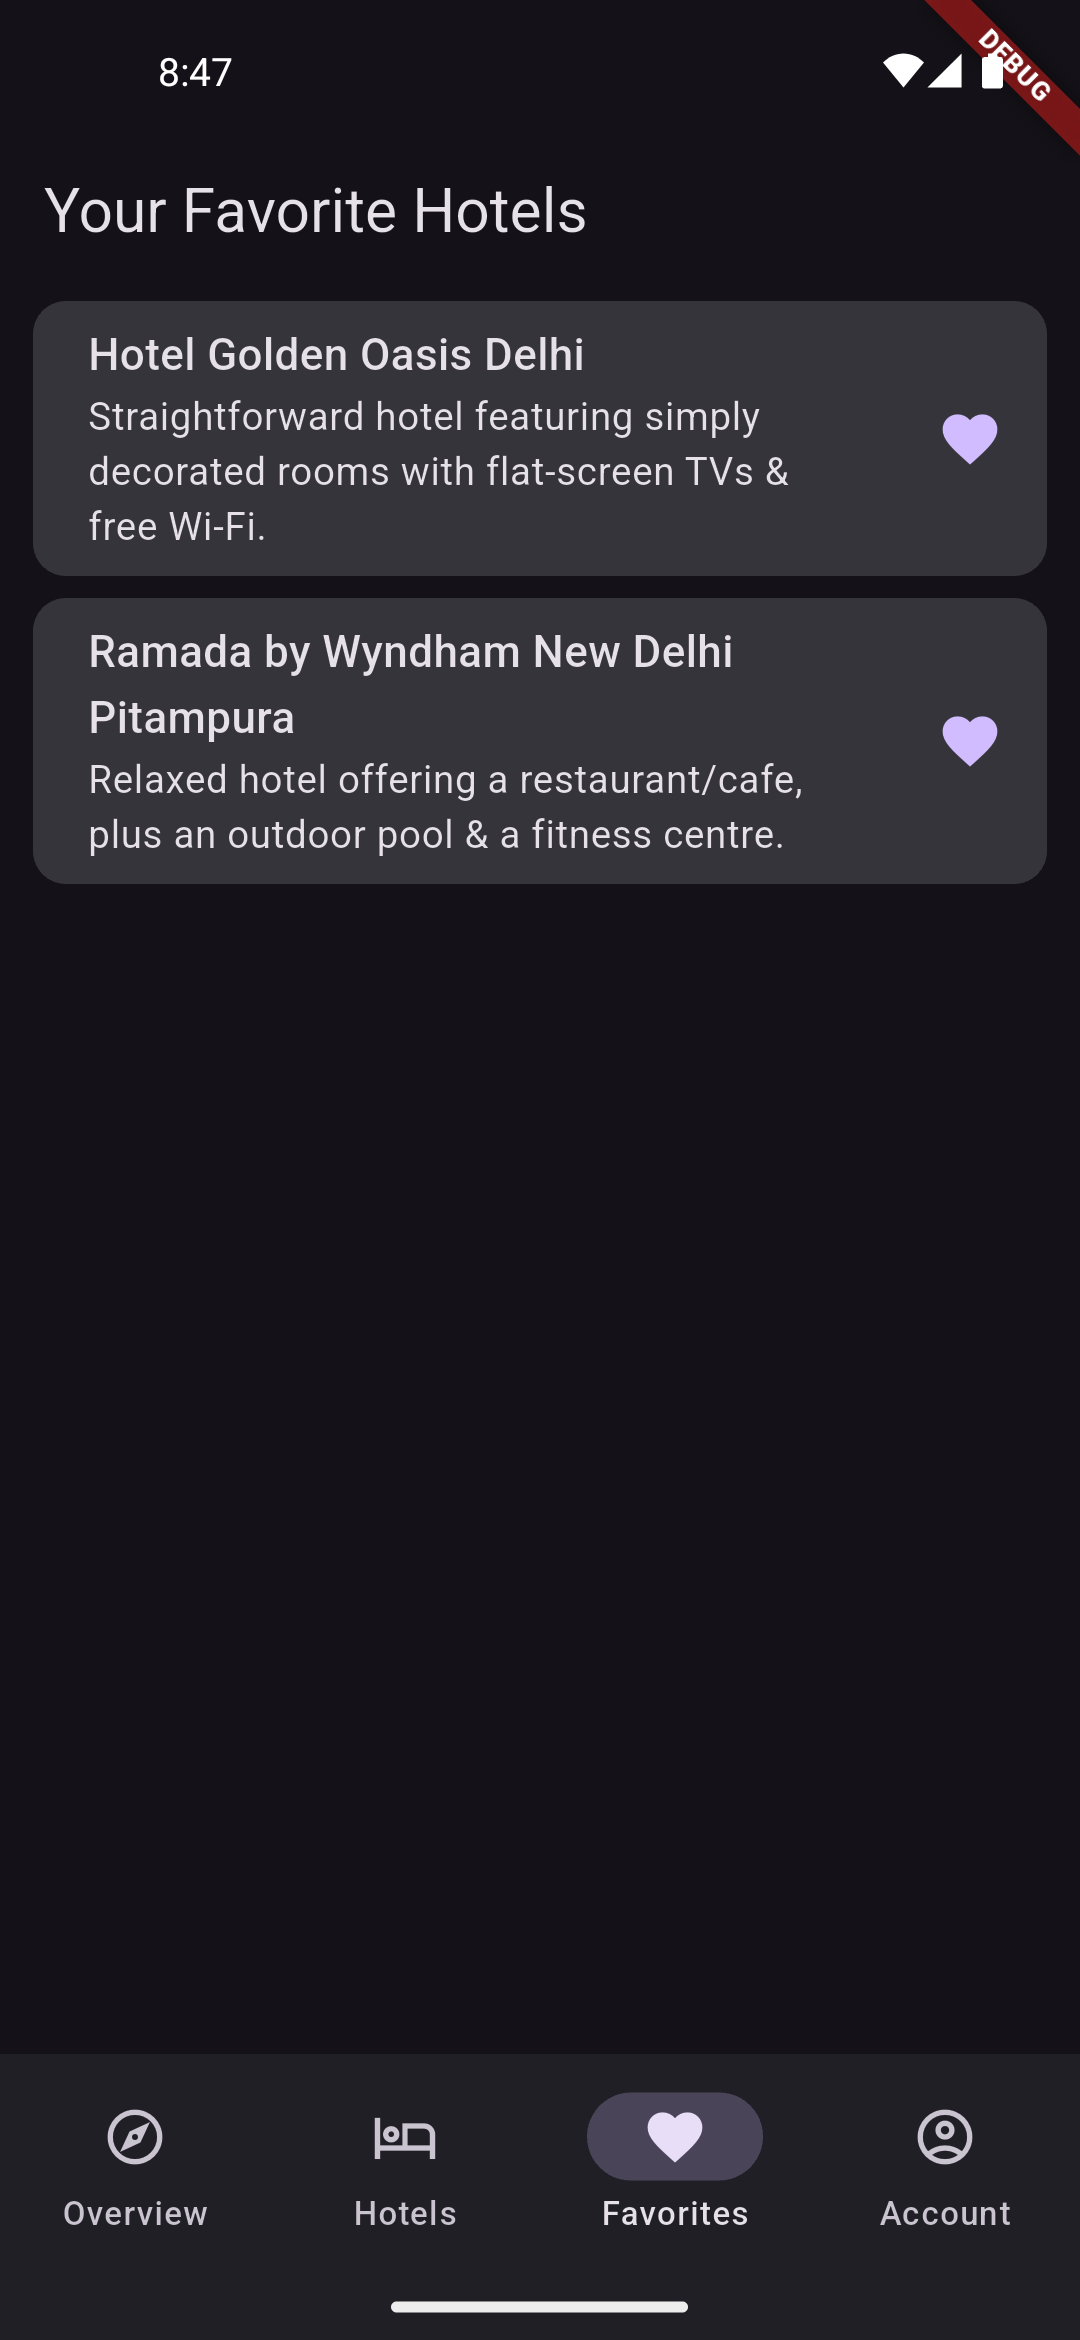 8:47
DEBUG
Your Favorite Hotels
Hotel Golden Oasis Delhi
Straightforward hotel featuring simply
decorated rooms with flat-screen TVs &
free Wi-Fi.
Ramada by Wyndham New Delhi
Pitampura
Relaxed hotel offering a restaurant/cafe,
plus an outdoor pool & a fitness centre.
Overview
Hotels
Favorites
Account